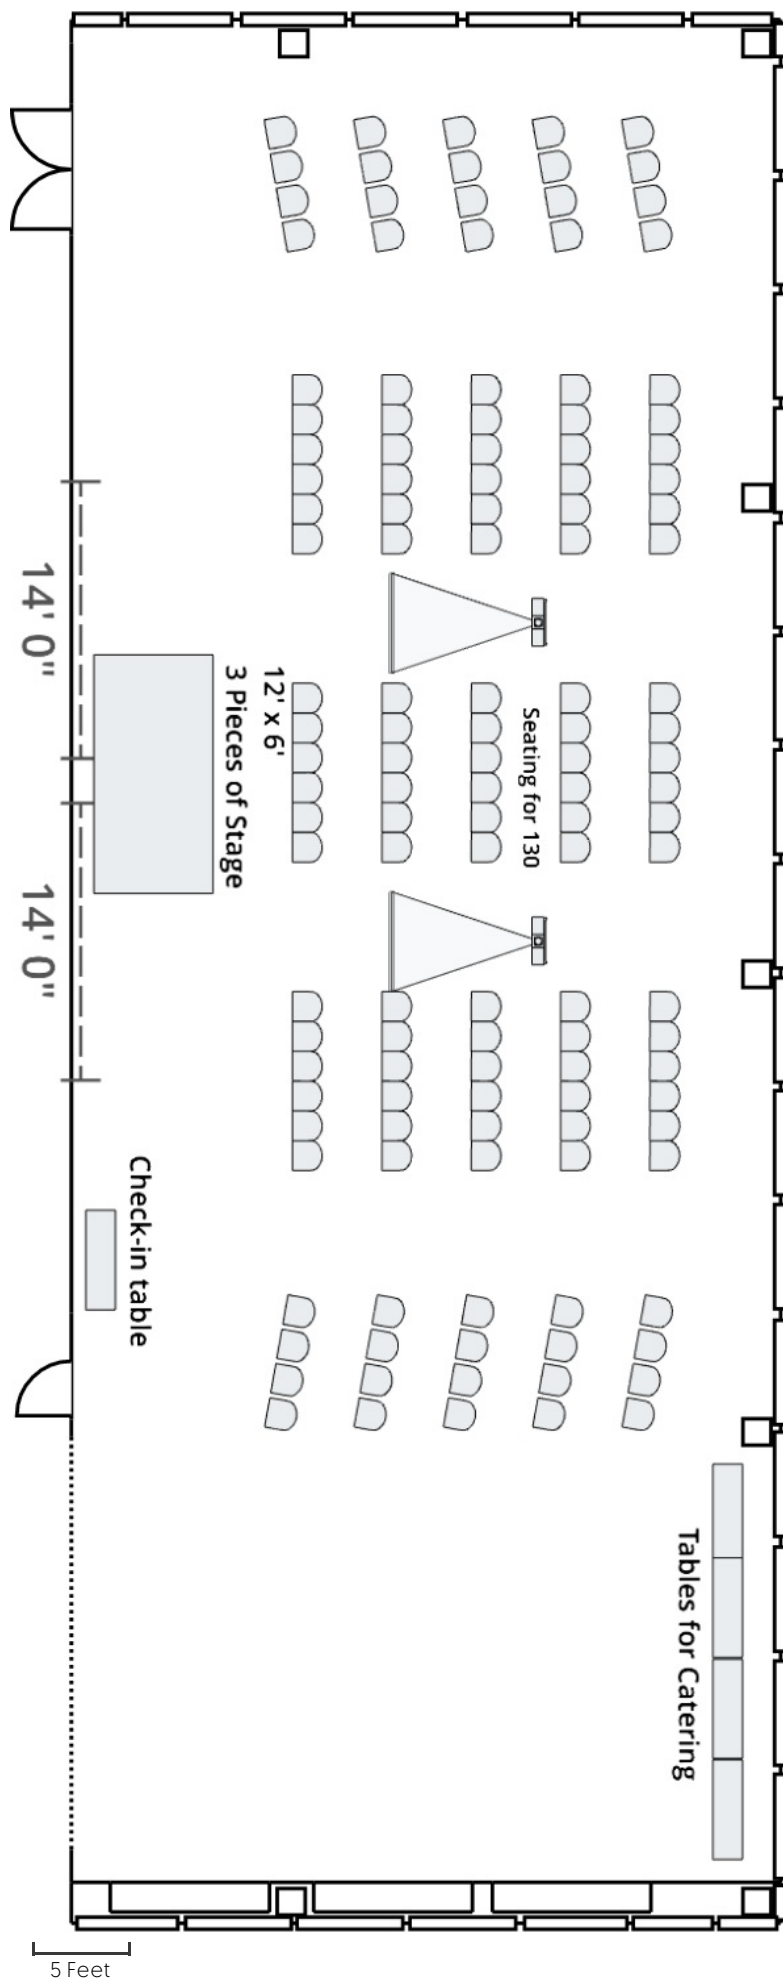 14' 0"
12' x 6'
3 Pieces of Stage
Seating for 130
14' 0"
Check-in table
Tables for Catering
5 Feet